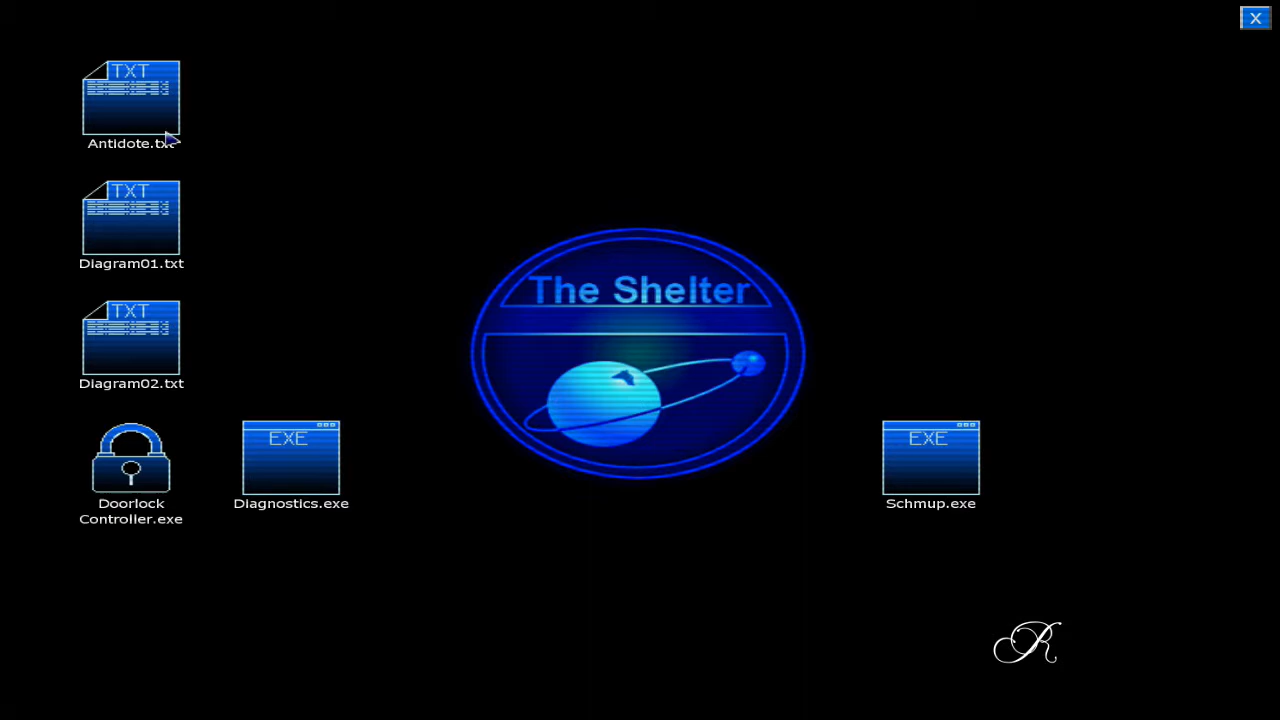 X
TXT
Antidote.txt
TXT
Diagram01.txt
The Shelter
TXT
Diagram02.txt
EXE
EXE
Doorlock
Controller.exe
Diagnostics.exe
Schmup.exe
R